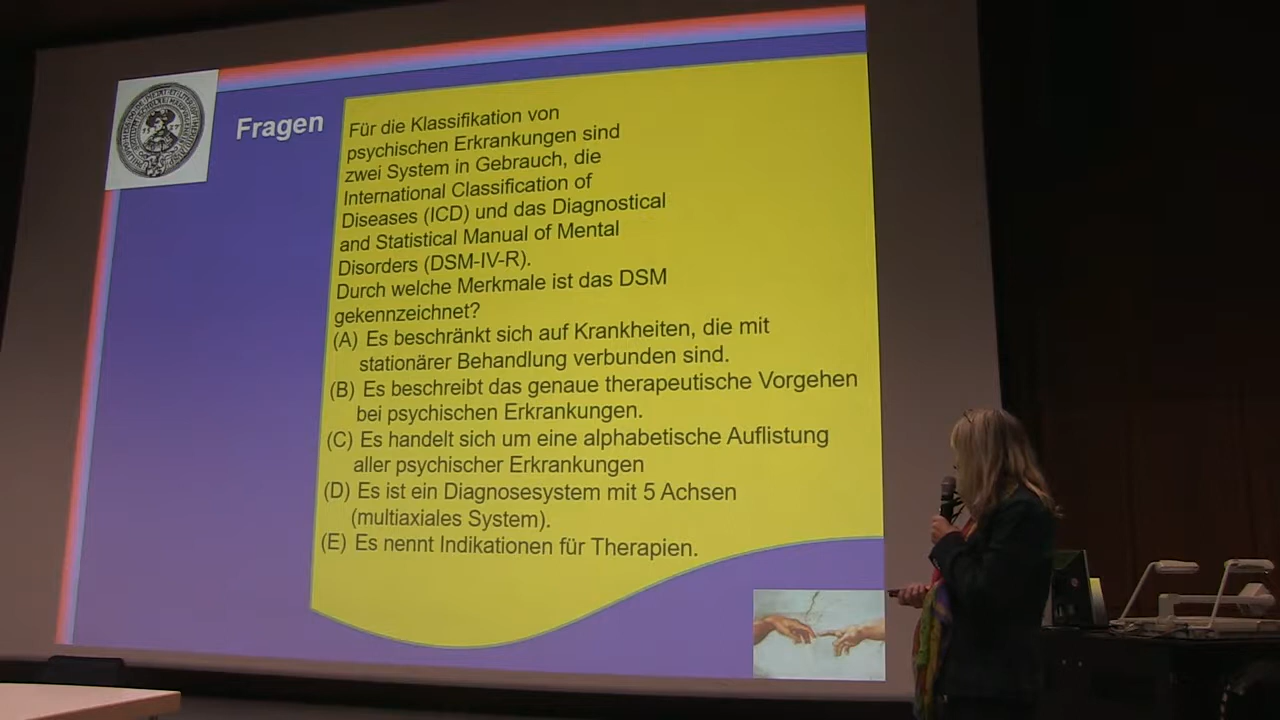 Fragen
Für die Klassifikation von
psychischen Erkrankungen sind
zwei System in Gebrauch, die
International Classification of
Diseases (ICD) und das Diagnostical
and Statistical Manual of Mental
Disorders (DSM-IV-R).
Durch welche Merkmale ist das DSM
gekennzeichnet?
(A) Es beschränkt sich auf Krankheiten, die mit
stationärer Behandlung verbunden sind.
(B) Es beschreibt das genaue therapeutische Vorgehen
bei psychischen Erkrankungen.
(C) Es handelt sich um eine alphabetische Auflistung
aller psychischer Erkrankungen
(D) Es ist ein Diagnosesystem mit 5 Achsen
(multiaxiales System).
(E) Es nennt Indikationen für Therapien.